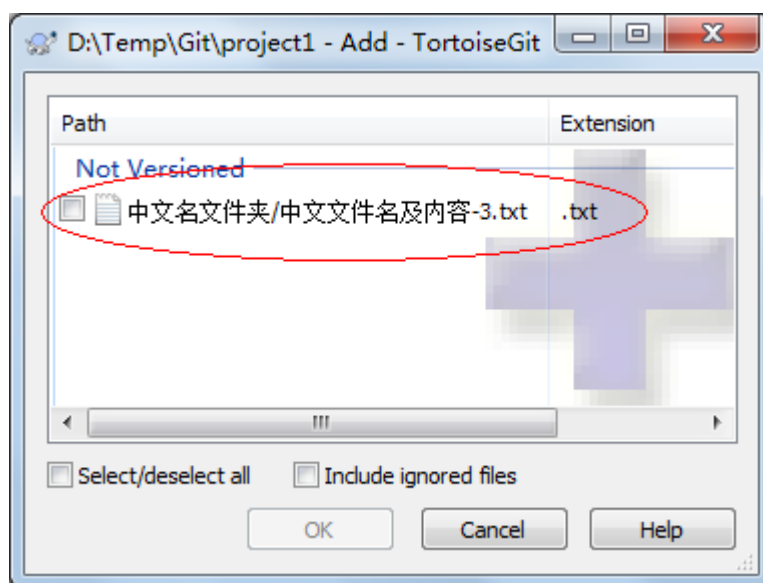 D:\Temp\Git\project1 - Add - TortoiseGit
Path Extension
Not Versioned
中文名文件夹/中文文件名及内容-3.txt .txt
Select/deselect all Include ignored files
OK Cancel Help